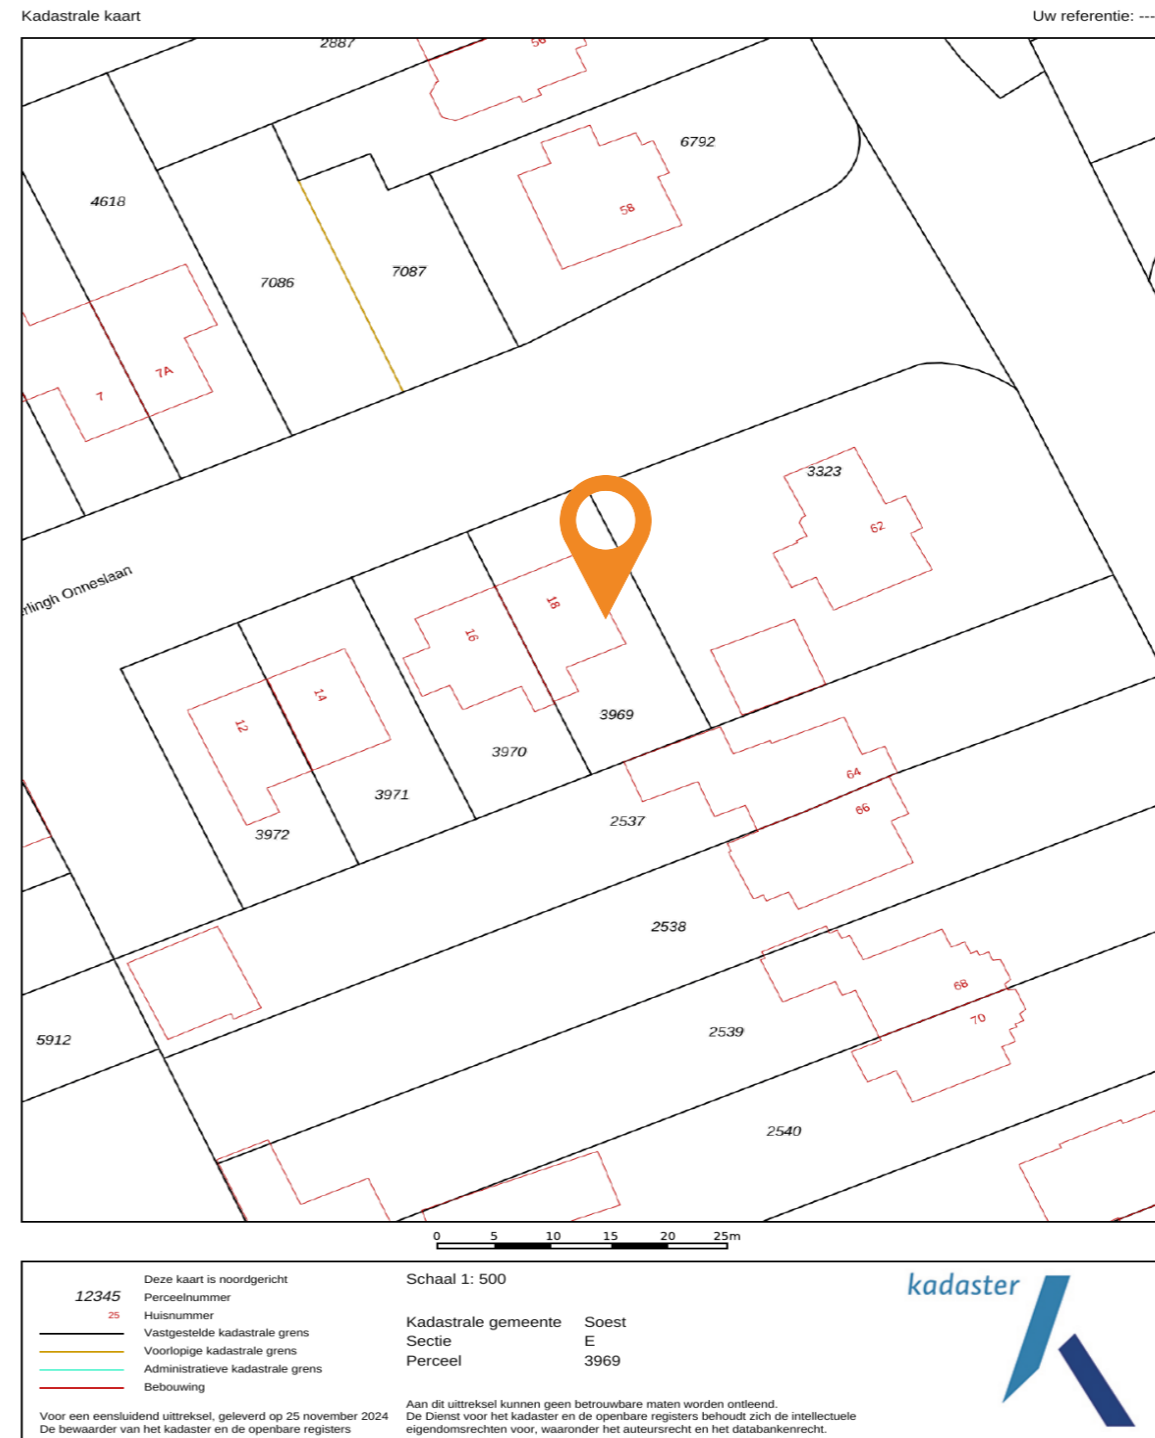 Kadastrale kaart
Uw referentie: ---
2887
56
6792
4618
58
7087
7086
7A
7
3323
62
18
16
14
12
3969
3970
3971
3972
64
66
2537
2538
68
70
2539
5912
2540
Onneslaan
0 5 10 15 20 25m
Deze kaart is noordgericht
12345 Perceelnummer
25 Huisnummer
Vastgestelde kadastrale grens
Voorlopige kadastrale grens
Administratieve kadastrale grens
Bebouwing
Voor een eensluidend uittreksel, geleverd op 25 november 2024
De bewaarder van het kadaster en de openbare registers
Schaal 1: 500
Kadastrale gemeente Soest
Sectie E
Perceel 3969
Aan dit uittreksel kunnen geen betrouwbare maten worden ontleend.
De Dienst voor het kadaster en de openbare registers behoudt zich de intellectuele
eigendomsrechten voor, waaronder het auteursrecht en het databankenrecht.
kadaster